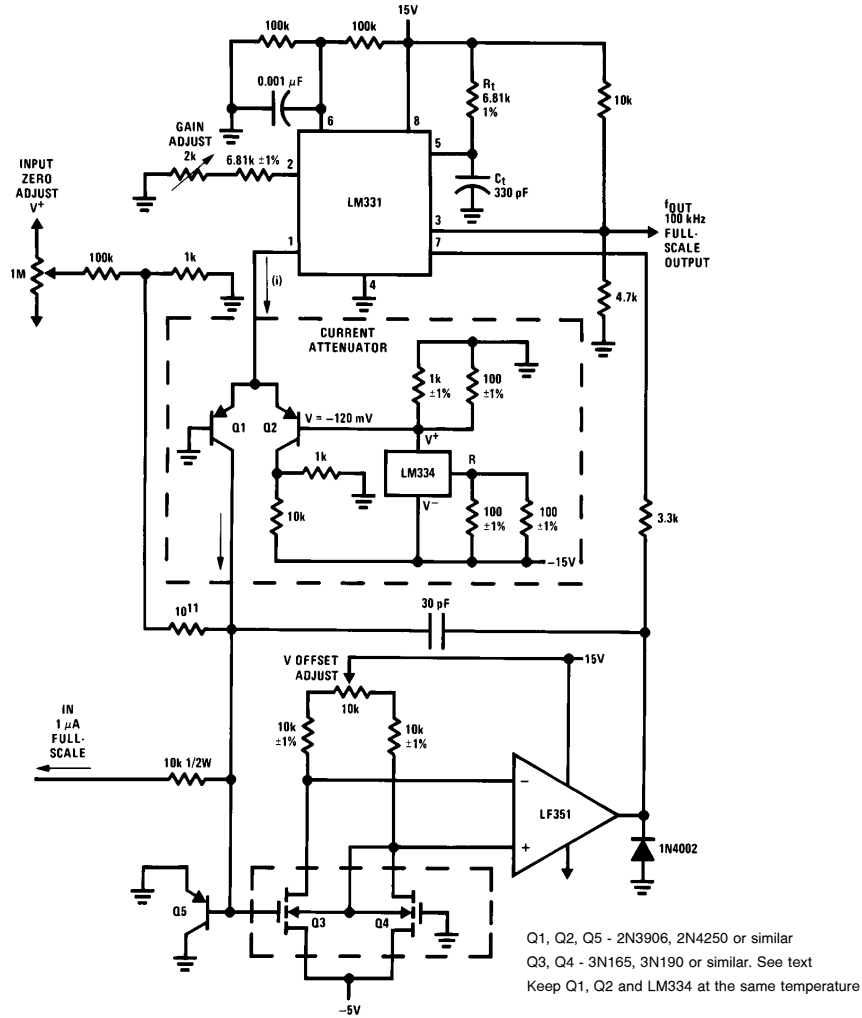 15V
100k
100k
0.001 µF
Rt
6.81k
1%
10k
6
8
GAIN
ADJUST
2k
6.81k ±1%
2
5
INPUT
ZERO
ADJUST
V+
Ct
330 pF
LM331
3
fOUT
100 kHz
FULL-
SCALE
OUTPUT
1
7
1M
100k
1k
(i)
4
4.7k
CURRENT
ATTENUATOR
1k
±1%
100
±1%
Q1
Q2
V = –120 mV
V+
1k
LM334
R
V–
10k
100
±1%
100
±1%
3.3k
–15V
10^11
30 pF
V OFFSET
ADJUST
15V
10k
IN
1 µA
FULL-
SCALE
10k
±1%
10k
±1%
10k 1/2W
–
LF351
+
1N4002
Q5
Q3
Q4
–5V
Q1, Q2, Q5 - 2N3906, 2N4250 or similar
Q3, Q4 - 3N165, 3N190 or similar. See text
Keep Q1, Q2 and LM334 at the same temperature